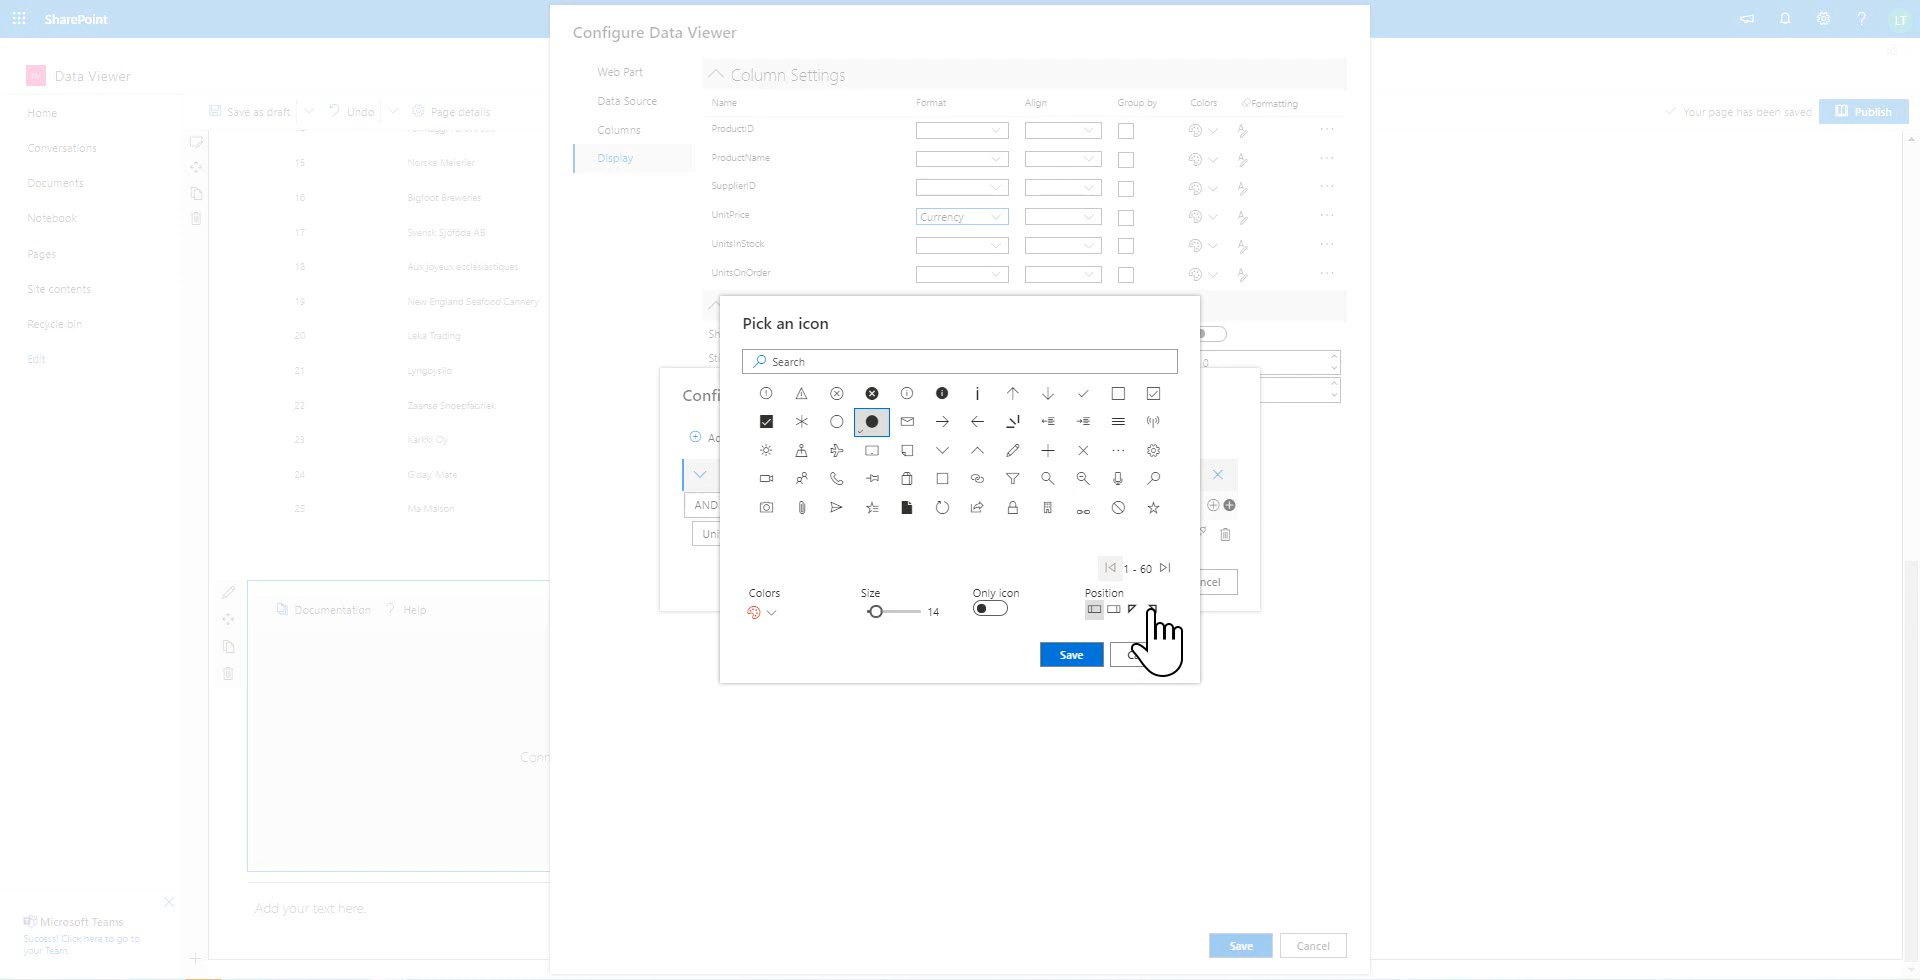 SharePoint
LT
Configure Data Viewer
Data Viewer
Web Part
Data Source
Columns
Display
Column Settings
Name Format Align Group by Colors Formatting
ProductID
ProductName
SupplierID
UnitPrice Currency
UnitsInStock
UnitsOnOrder
Home
Conversations
Documents
Notebook
Pages
Site contents
Recycle bin
Edit
Save as draft Undo Page details
Your page has been saved
Publish
15 Norske Meierier
16 Bigfoot Breweries
17 Svensk Sjöföda AB
18 Aux joyeux ecclésiastiques
19 New England Seafood Cannery
20 Leka Trading
21 Lyngbysild
22 Zaanse Snoepfabriek
23 Karkki Oy
24 G'day, Mate
25 Ma Maison
Pick an icon
Search
1 - 60
Colors Size Only icon Position
14
Save
AND
Documentation Help
Add your text here.
Microsoft Teams
Success! Click here to go to
your Team.
Save Cancel